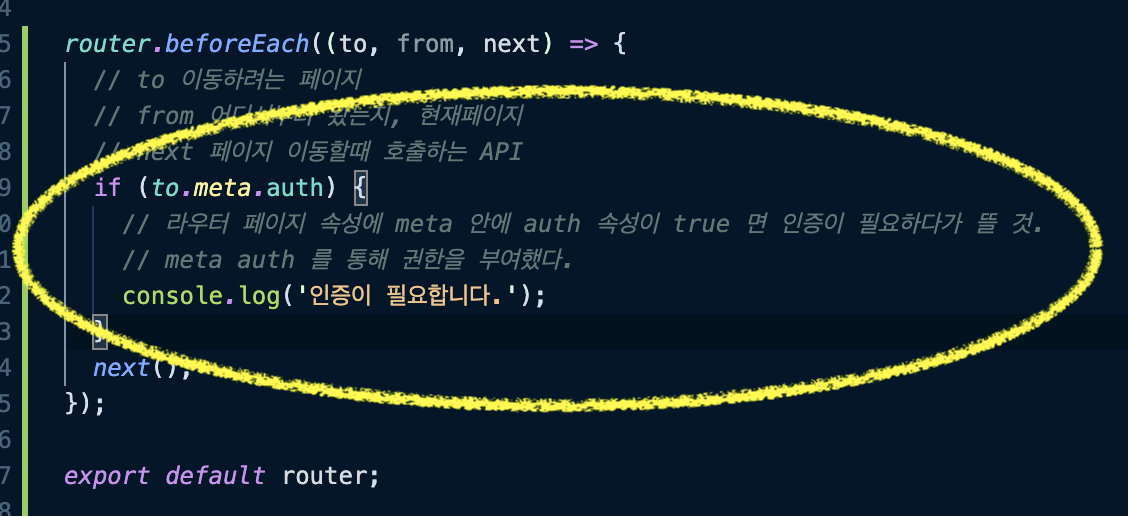 4
5 router.beforeEach((to, from, next) => {
6 // to 이동하려는 페이지
7 // from 어디서부터 왔는지, 현재페이지
8 // next 페이지 이동할때 호출하는 API
9 if (to.meta.auth) {
0 // 라우터 페이지 속성에 meta 안에 auth 속성이 true 면 인증이 필요하다가 뜰 것.
1 // meta auth 를 통해 권한을 부여했다.
2 console.log('인증이 필요합니다.');
3 }
4 next();
5 });
6
7 export default router;
8